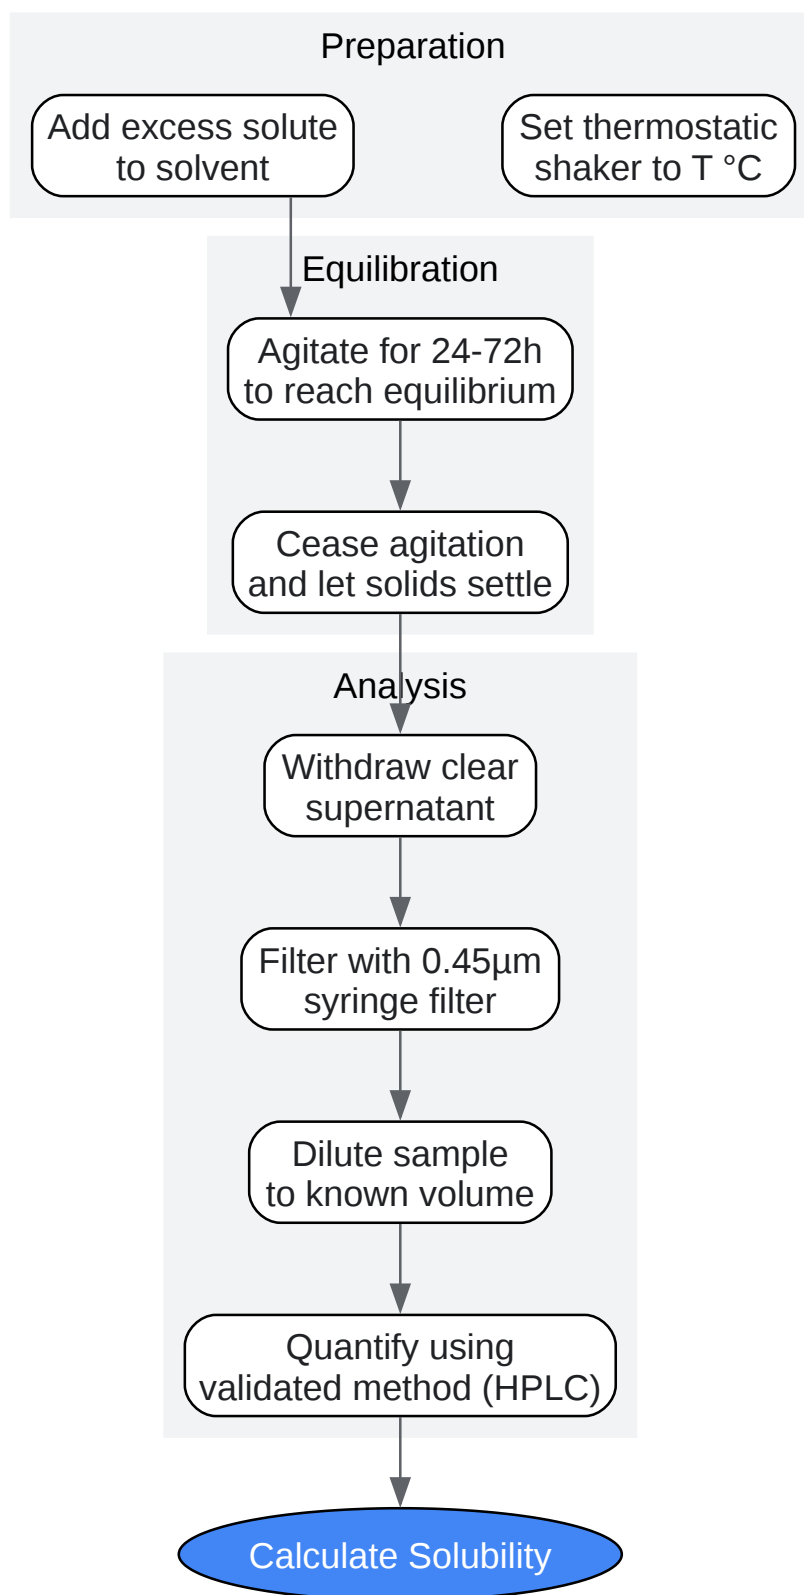 Preparation
Add excess solute
to solvent
Set thermostatic
shaker to T °C
Equilibration
Agitate for 24-72h
to reach equilibrium
Cease agitation
and let solids settle
Analysis
Withdraw clear
supernatant
Filter with 0.45µm
syringe filter
Dilute sample
to known volume
Quantify using
validated method (HPLC)
Calculate Solubility